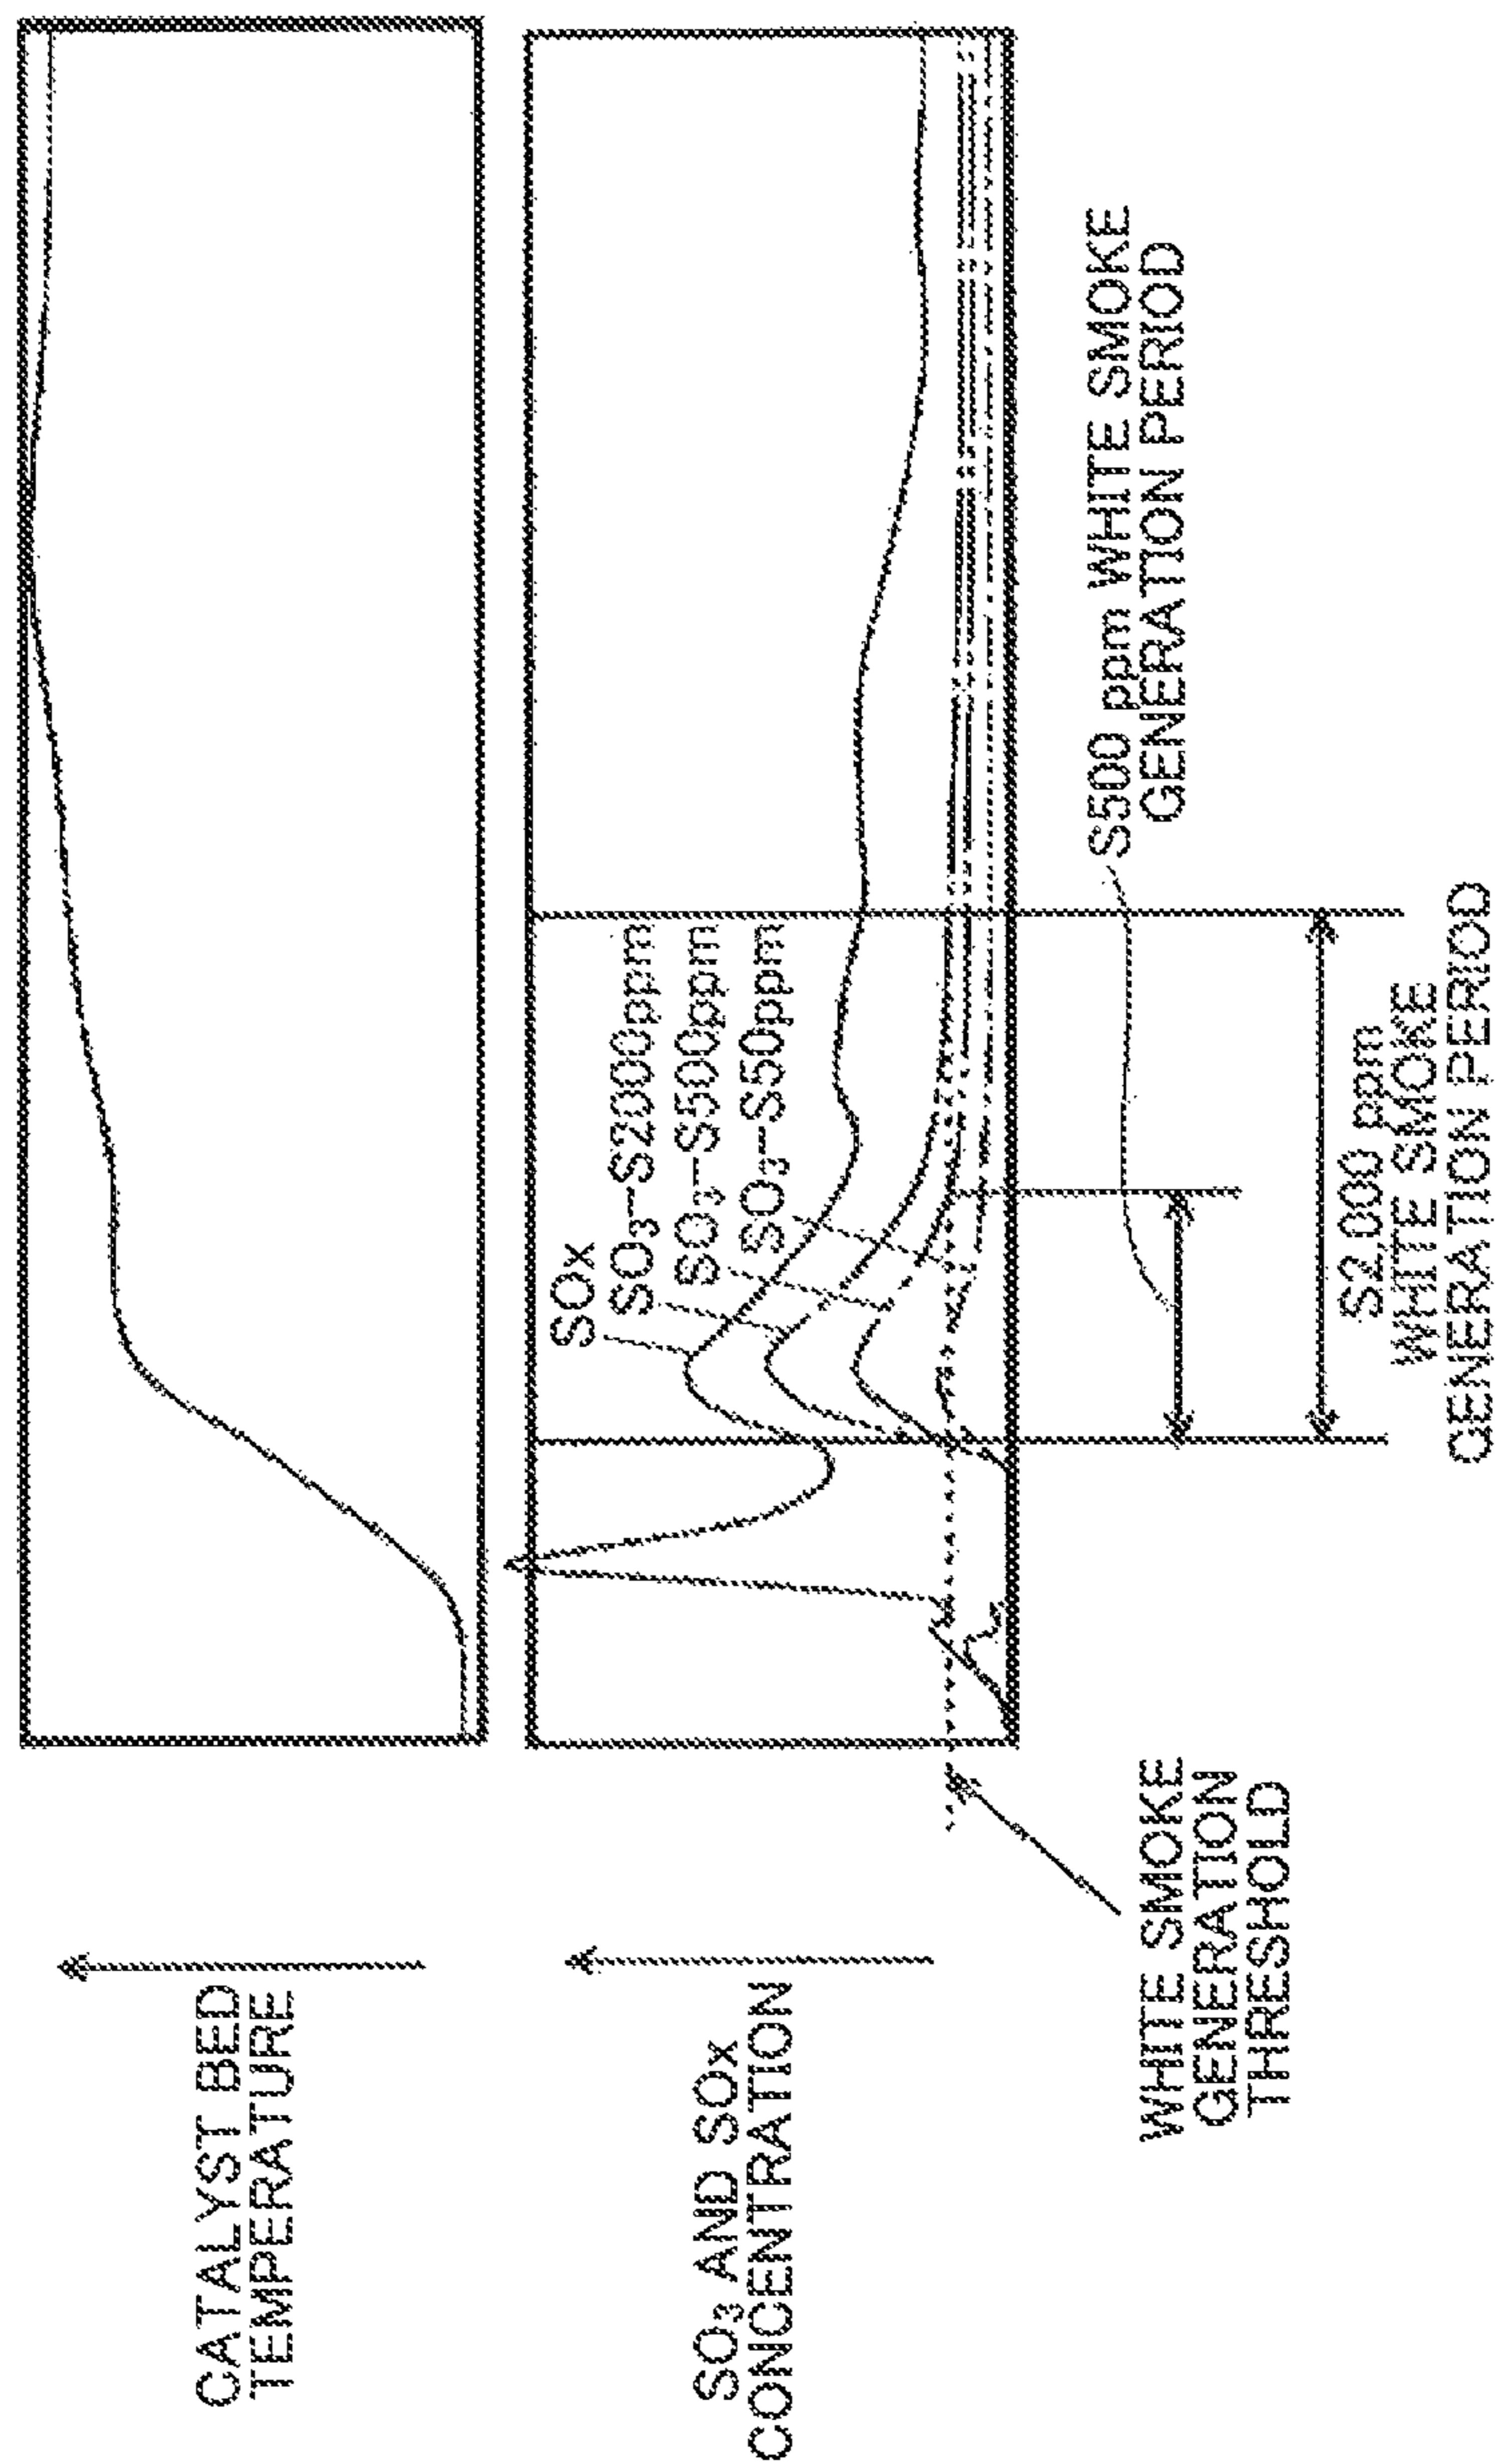 CATALYST BED
TEMPERATURE
SO₃ AND SOx
CONCENTRATION
SOx
SO₃-S2000ppm
SO₃-S500ppm
SO₃-S50ppm
WHITE SMOKE
GENERATION
THRESHOLD
S500 ppm WHITE SMOKE
GENERATION PERIOD
S2,000 ppm
WHITE SMOKE
GENERATION PERIOD